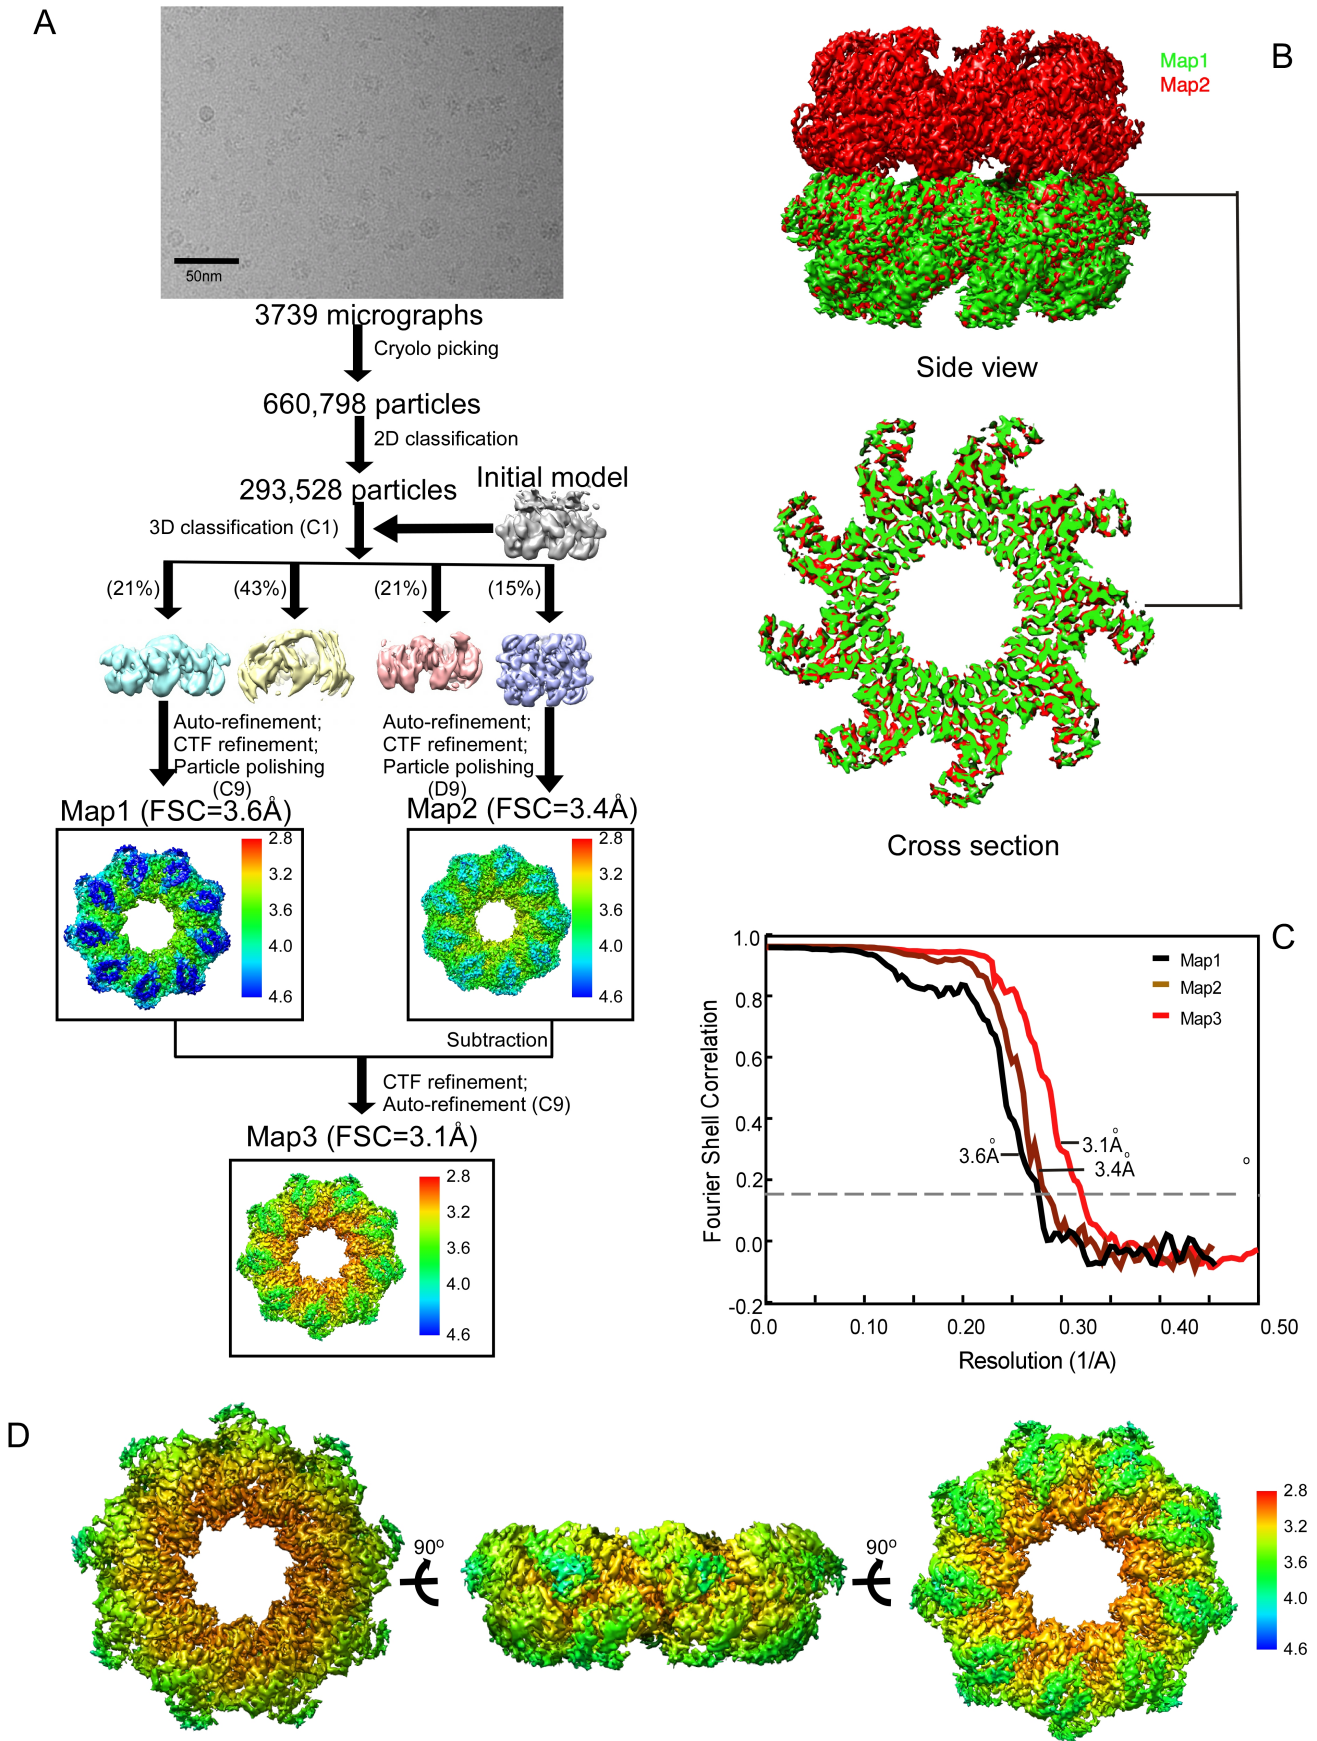 A
50nm
3739 micrographs
Cryolo picking
660,798 particles
2D classification
293,528 particles
Initial model
3D classification (C1)
(21%)
(43%)
(21%)
(15%)
Auto-refinement;
CTF refinement;
Particle polishing
(C9)
Auto-refinement;
CTF refinement;
Particle polishing
(D9)
Map1 (FSC=3.6Å)
Map2 (FSC=3.4Å)
2.8
3.2
3.6
4.0
4.6
2.8
3.2
3.6
4.0
4.6
Subtraction
CTF refinement;
Auto-refinement (C9)
Map3 (FSC=3.1Å)
2.8
3.2
3.6
4.0
4.6
B
Map1
Map2
Side view
Cross section
C
1.0
0.8
0.6
0.4
0.2
0.0
-0.2
Fourier Shell Correlation
Map1
Map2
Map3
3.6Å
3.1Å
3.4Å
0.0
0.10
0.20
0.30
0.40
0.50
Resolution (1/A)
D
90º
90º
2.8
3.2
3.6
4.0
4.6